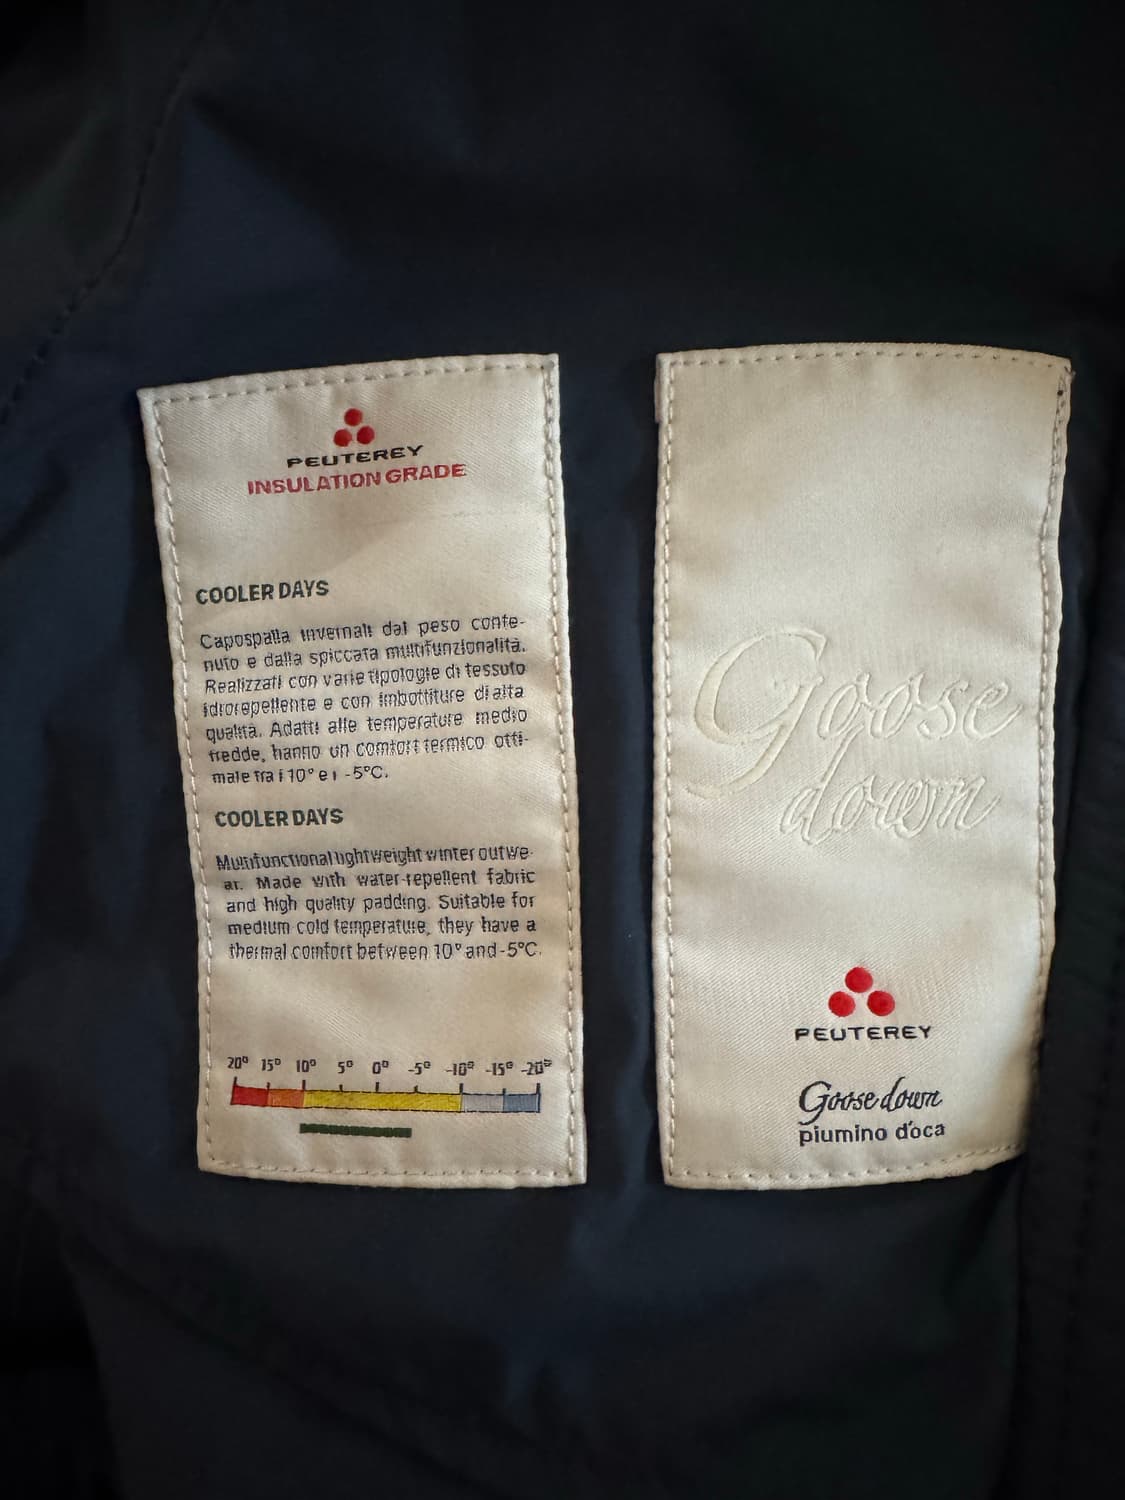 PEUTEREY
INSULATION GRADE
COOLER DAYS
Capospalla invernali dal peso conte-
nuto e dalla spiccata multifunzionalità.
Realizzati con varie tipologie di tessuto
idrorepellente e con imbottiture di alta
qualità. Adatti alle temperature medio
fredde, hanno un comfort termico otti-
male fra i 10° e i -5°C.
COOLER DAYS
Multifunctional lightweight winter outwe-
ar. Made with water-repellent fabric
and high quality padding. Suitable for
medium cold temperature, they have a
thermal comfort between 10° and -5°C.
20° 15° 10° 5° 0° -5° -10° -15° -20°
Goose
down
PEUTEREY
Goose down
piumino d'oca